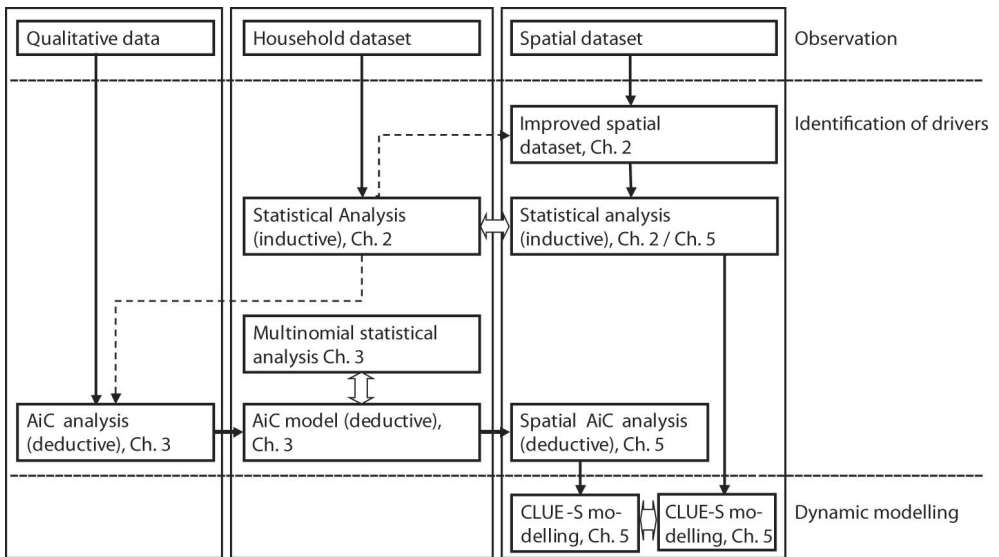 Qualitative data
Household dataset
Spatial dataset
Observation
Improved spatial
dataset, Ch. 2
Identification of drivers
Statistical Analysis
(inductive), Ch. 2
Statistical analysis
(inductive), Ch. 2 / Ch. 5
Multinomial statistical
analysis Ch. 3
AiC analysis
(deductive), Ch. 3
AiC model (deductive),
Ch. 3
Spatial AiC analysis
(deductive), Ch. 5
CLUE-S mo-
delling, Ch. 5
CLUE-S mo-
delling, Ch. 5
Dynamic modelling